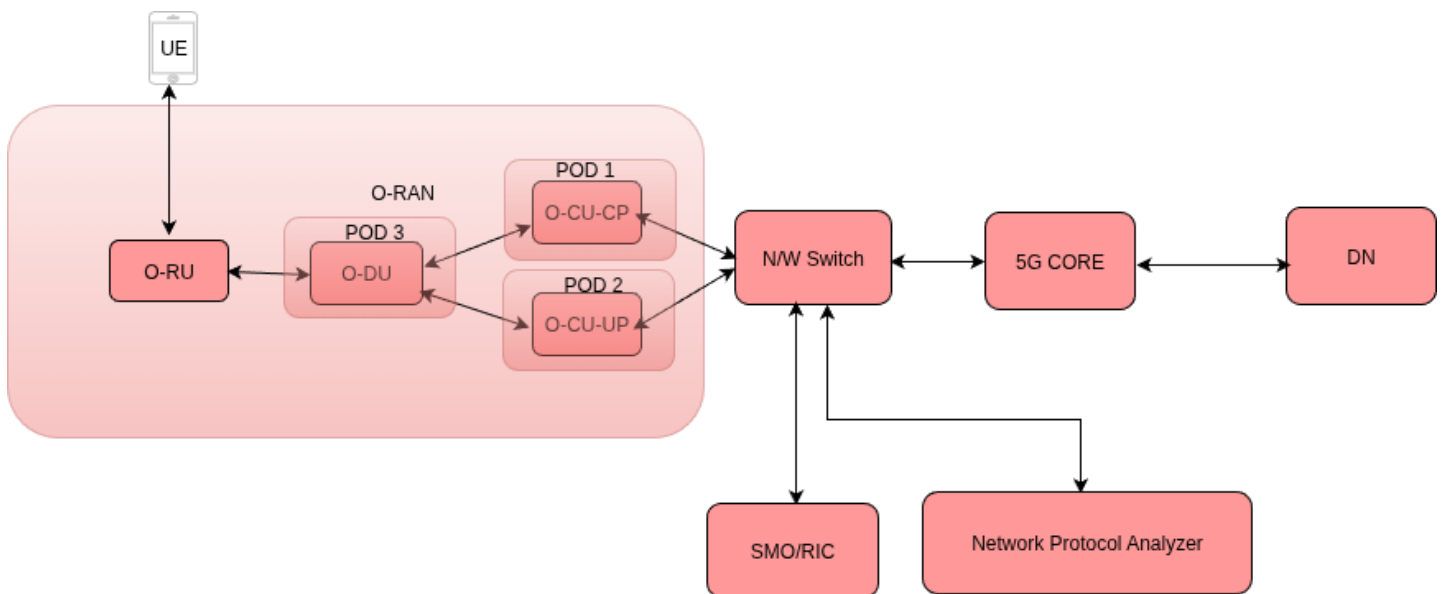 UE
O-RAN
O-RU
POD 3
O-DU
POD 1
O-CU-CP
POD 2
O-CU-UP
N/W Switch
5G CORE
DN
SMO/RIC
Network Protocol Analyzer